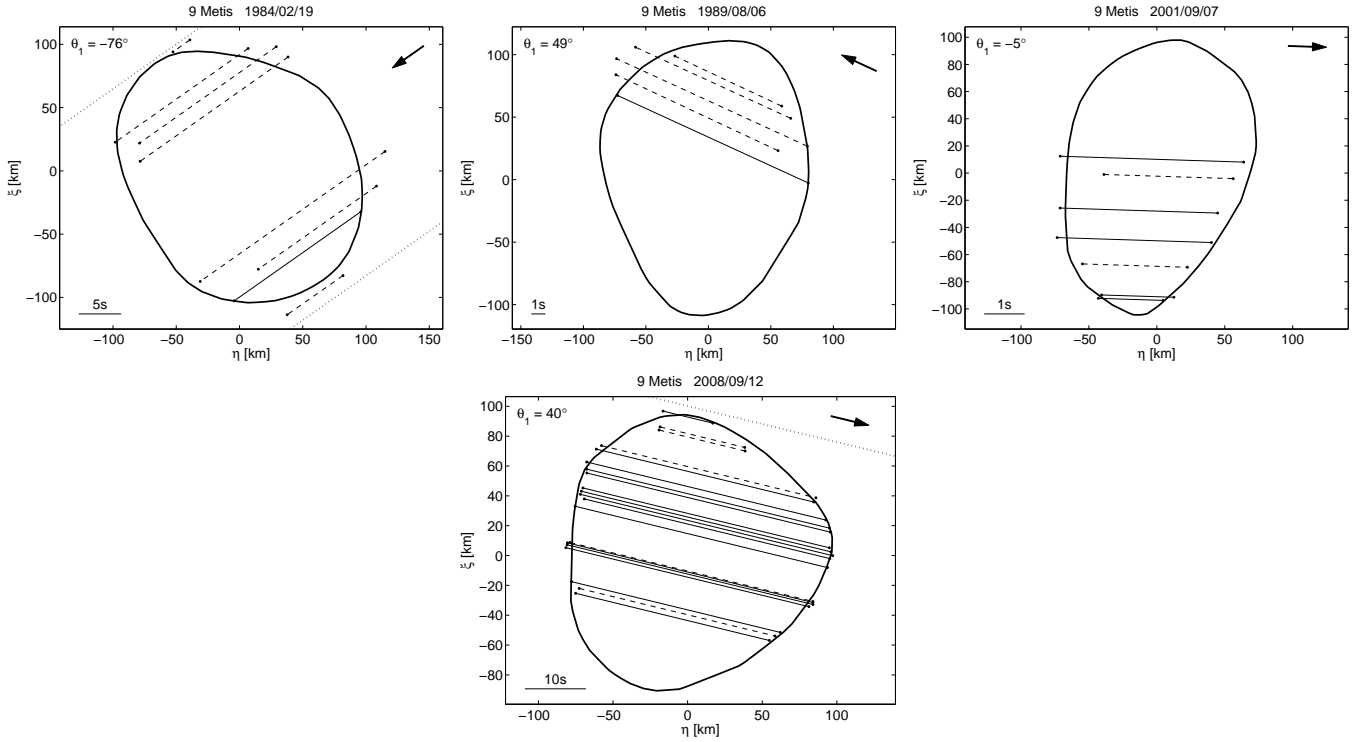 9 Metis 1984/02/19
θ1 = −76°
100
50
0
−50
−100
ξ [km]
5s
−100 −50 0 50 100 150
η [km]
9 Metis 1989/08/06
θ1 = 49°
100
50
0
−50
−100
ξ [km]
1s
−150 −100 −50 0 50 100
η [km]
9 Metis 2001/09/07
θ1 = −5°
100
80
60
40
20
0
−20
−40
−60
−80
−100
ξ [km]
1s
−100 −50 0 50 100
η [km]
9 Metis 2008/09/12
θ1 = 40°
100
80
60
40
20
0
−20
−40
−60
−80
ξ [km]
10s
−100 −50 0 50 100
η [km]